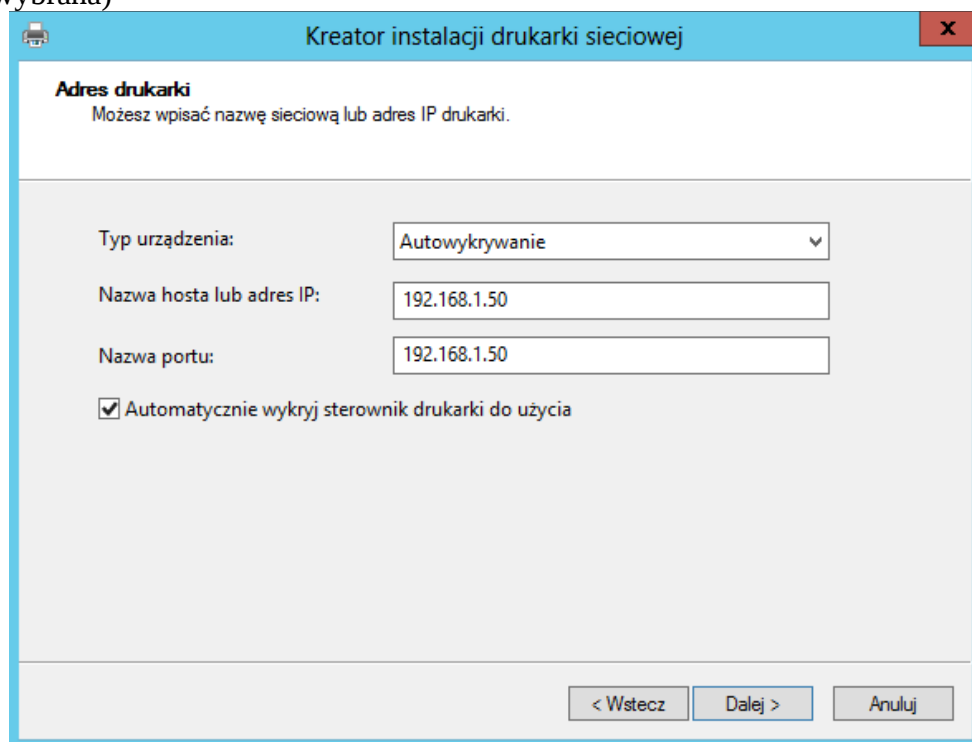 wybrana)
Kreator instalacji drukarki sieciowej
x
Adres drukarki
Możesz wpisać nazwę sieciową lub adres IP drukarki.
Typ urządzenia: Autowykrywanie
Nazwa hosta lub adres IP: 192.168.1.50
Nazwa portu: 192.168.1.50
Automatycznie wykryj sterownik drukarki do użycia
< Wstecz Dalej > Anuluj